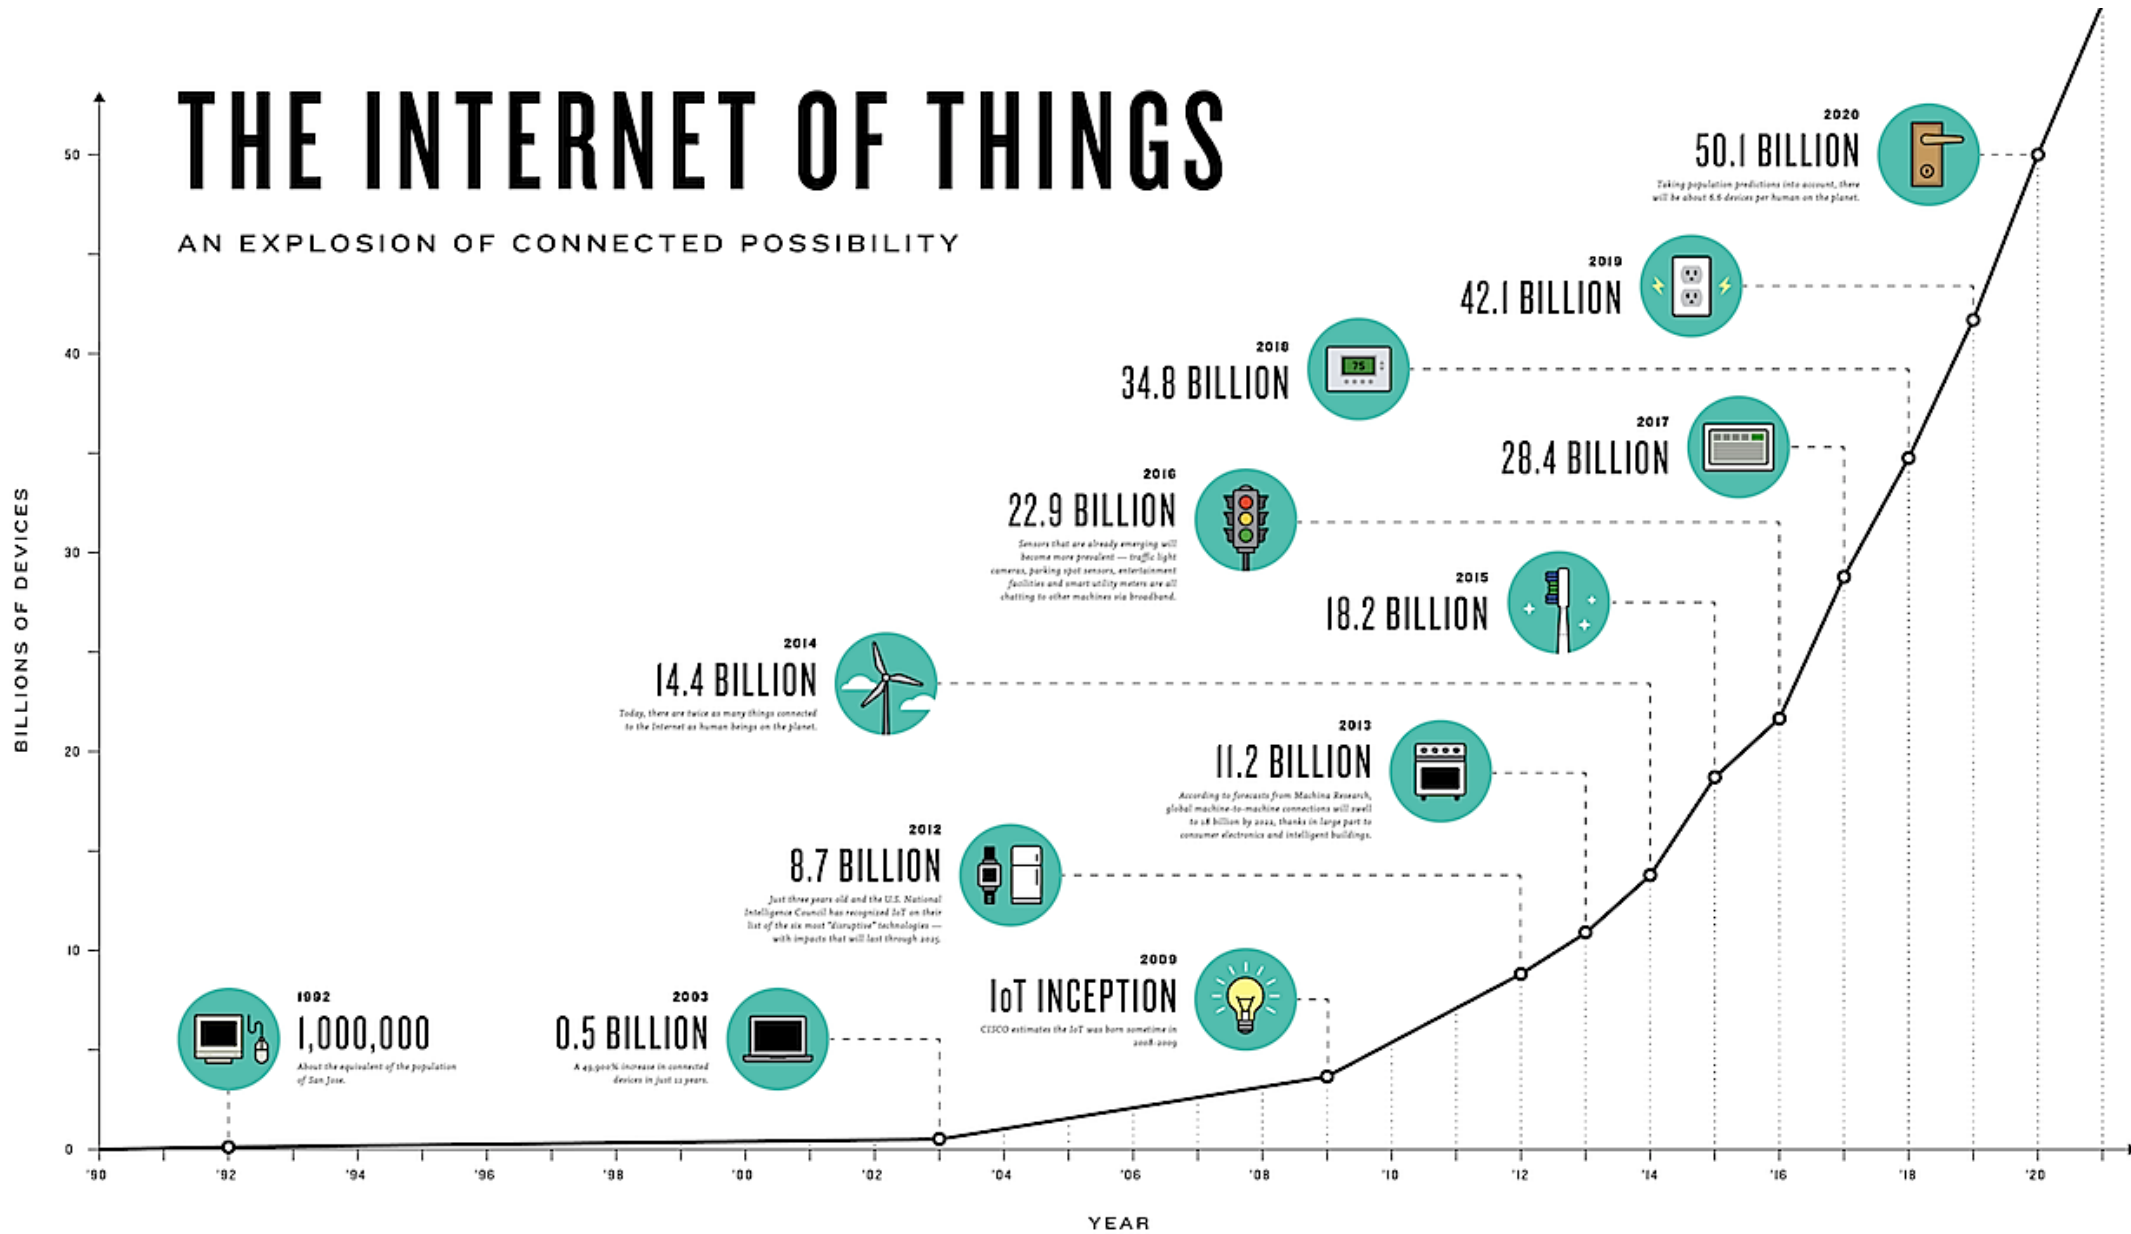 THE INTERNET OF THINGS
AN EXPLOSION OF CONNECTED POSSIBILITY
BILLIONS OF DEVICES
50
40
30
20
10
0
2020
50.1 BILLION
Taking population predictions into account, there
will be about 6.6 devices per human on the planet.
2019
42.1 BILLION
2018
34.8 BILLION
75
2017
28.4 BILLION
2016
22.9 BILLION
Sensors that are already emerging will
become more prevalent — traffic light
cameras, parking spot sensors, entertainment
facilities and smart utility meters are all
chatting to other machines via broadband.
2015
18.2 BILLION
2014
14.4 BILLION
Today, there are twice as many things connected
to the Internet as human beings on the planet.
2013
11.2 BILLION
According to forecasts from Machina Research,
global machine-to-machine connections will swell
to 18 billion by 2022, thanks in large part to
consumer electronics and intelligent buildings.
2012
8.7 BILLION
Just three years old and the U.S. National
Intelligence Council has recognized IoT on their
list of the six most "disruptive" technologies —
with impacts that will last through 2025.
2009
IoT INCEPTION
CISCO estimates the IoT was born sometime in
2008-2009
1992
1,000,000
About the equivalent of the population
of San Jose.
2003
0.5 BILLION
A 49,900% increase in connected
devices in just 11 years.
'90 '92 '94 '96 '98 '00 '02 '04 '06 '08 '10 '12 '14 '16 '18 '20
YEAR